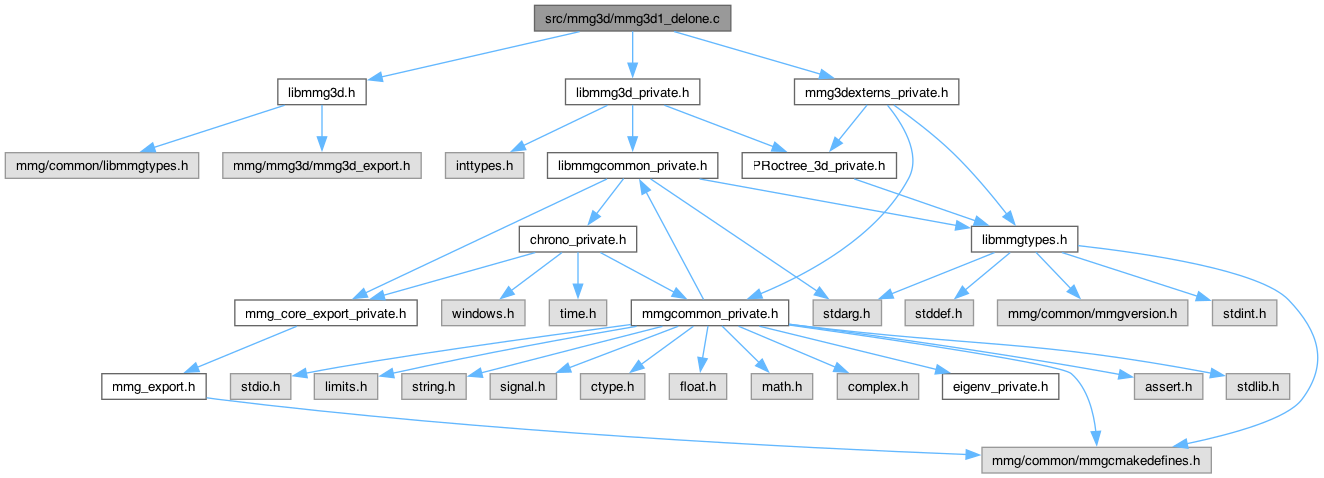 src/mmg3d/mmg3d1_delone.c
libmmg3d.h
libmmg3d_private.h
mmg3dexterns_private.h
mmg/common/libmmgtypes.h
mmg/mmg3d/mmg3d_export.h
inttypes.h
libmmgcommon_private.h
PRoctree_3d_private.h
chrono_private.h
libmmgtypes.h
mmg_core_export_private.h
windows.h
time.h
mmgcommon_private.h
stdarg.h
stddef.h
mmg/common/mmgversion.h
stdint.h
mmg_export.h
stdio.h
limits.h
string.h
signal.h
ctype.h
float.h
math.h
complex.h
eigenv_private.h
assert.h
stdlib.h
mmg/common/mmgcmakedefines.h